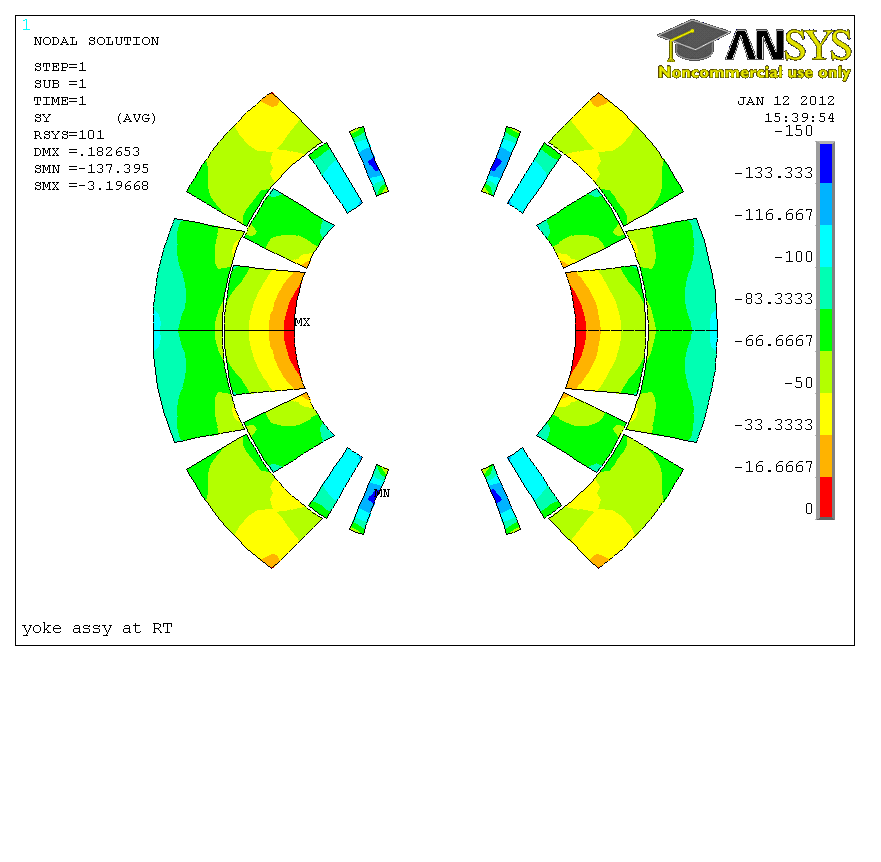 1
NODAL SOLUTION
STEP=1
SUB =1
TIME=1
SY (AVG)
RSYS=101
DMX =.182653
SMN =-137.395
SMX =-3.19668
ANSYS
Noncommercial use only
JAN 12 2012
15:39:54
-150
-133.333
-116.667
-100
-83.3333
-66.6667
-50
-33.3333
-16.6667
0
MX
MN
yoke assy at RT